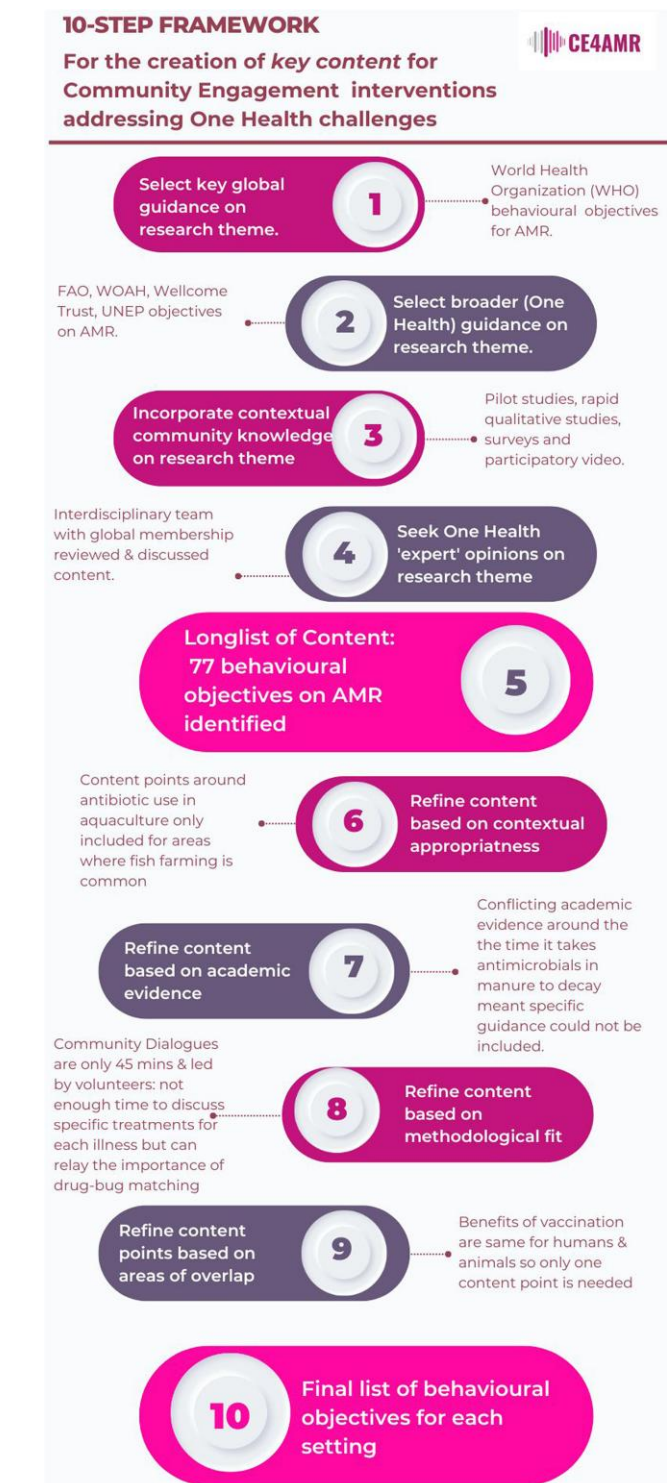 10-STEP FRAMEWORK
For the creation of key content for
Community Engagement interventions
addressing One Health challenges
CE4AMR
Select key global
guidance on
research theme.
1
World Health
Organization (WHO)
behavioural objectives
for AMR.
FAO, WOAH, Wellcome
Trust, UNEP objectives
on AMR.
2
Select broader (One
Health) guidance on
research theme.
Incorporate contextual
community knowledge
on research theme
3
Pilot studies, rapid
qualitative studies,
surveys and
participatory video.
Interdisciplinary team
with global membership
reviewed & discussed
content.
4
Seek One Health
'expert' opinions on
research theme
Longlist of Content:
77 behavioural
objectives on AMR
identified
5
Content points around
antibiotic use in
aquaculture only
included for areas
where fish farming is
common
6
Refine content
based on contextual
appropriatness
Refine content
based on academic
evidence
7
Conflicting academic
evidence around the
the time it takes
antimicrobials in
manure to decay
meant specific
guidance could not be
included.
Community Dialogues
are only 45 mins & led
by volunteers: not
enough time to discuss
specific treatments for
each illness but can
relay the importance of
drug-bug matching
8
Refine content
based on
methodological fit
Refine content
points based on
areas of overlap
9
Benefits of vaccination
are same for humans &
animals so only one
content point is needed
10
Final list of behavioural
objectives for each
setting